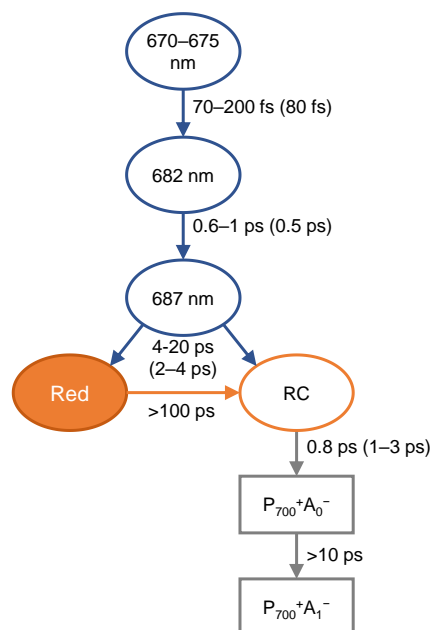 670–675
nm
70–200 fs (80 fs)
682 nm
0.6–1 ps (0.5 ps)
687 nm
4-20 ps
(2–4 ps)
Red
RC
>100 ps
0.8 ps (1–3 ps)
P₇₀₀⁺A₀⁻
>10 ps
P₇₀₀⁺A₁⁻